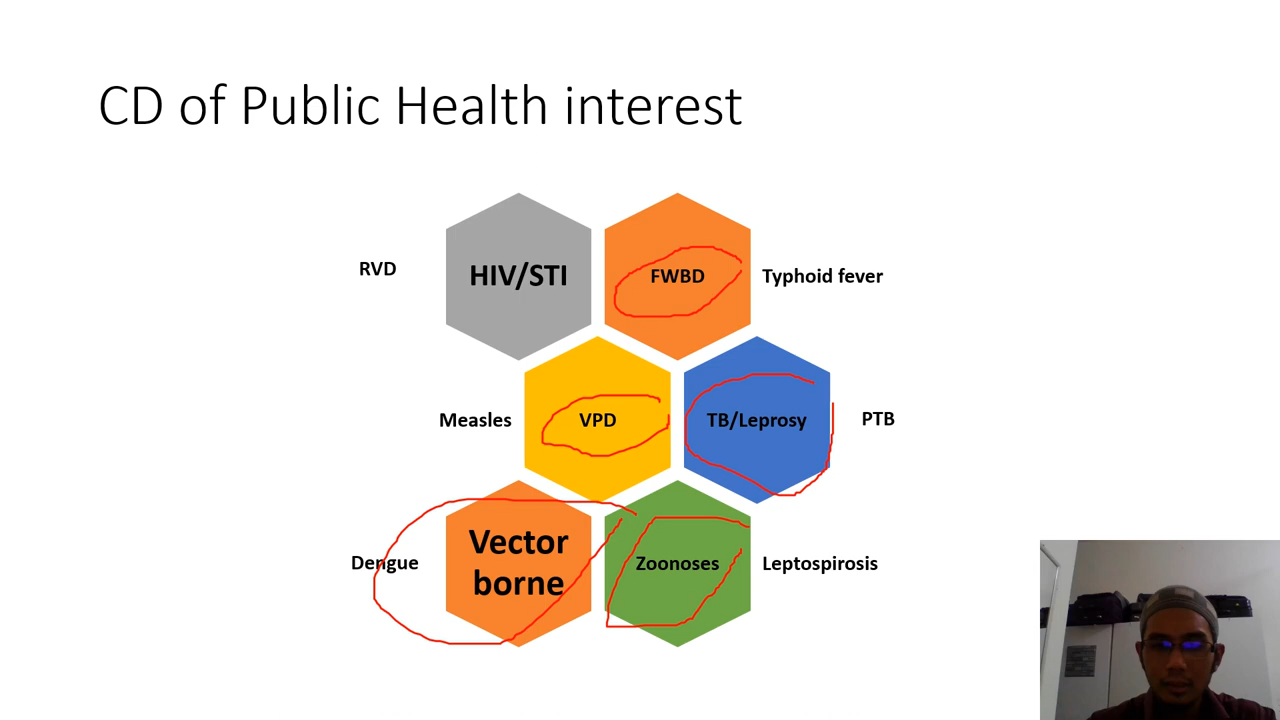 CD of Public Health interest
RVD
HIV/STI
FWBD
Typhoid fever
Measles
VPD
TB/Leprosy
PTB
Dengue
Vector
borne
Zoonoses
Leptospirosis